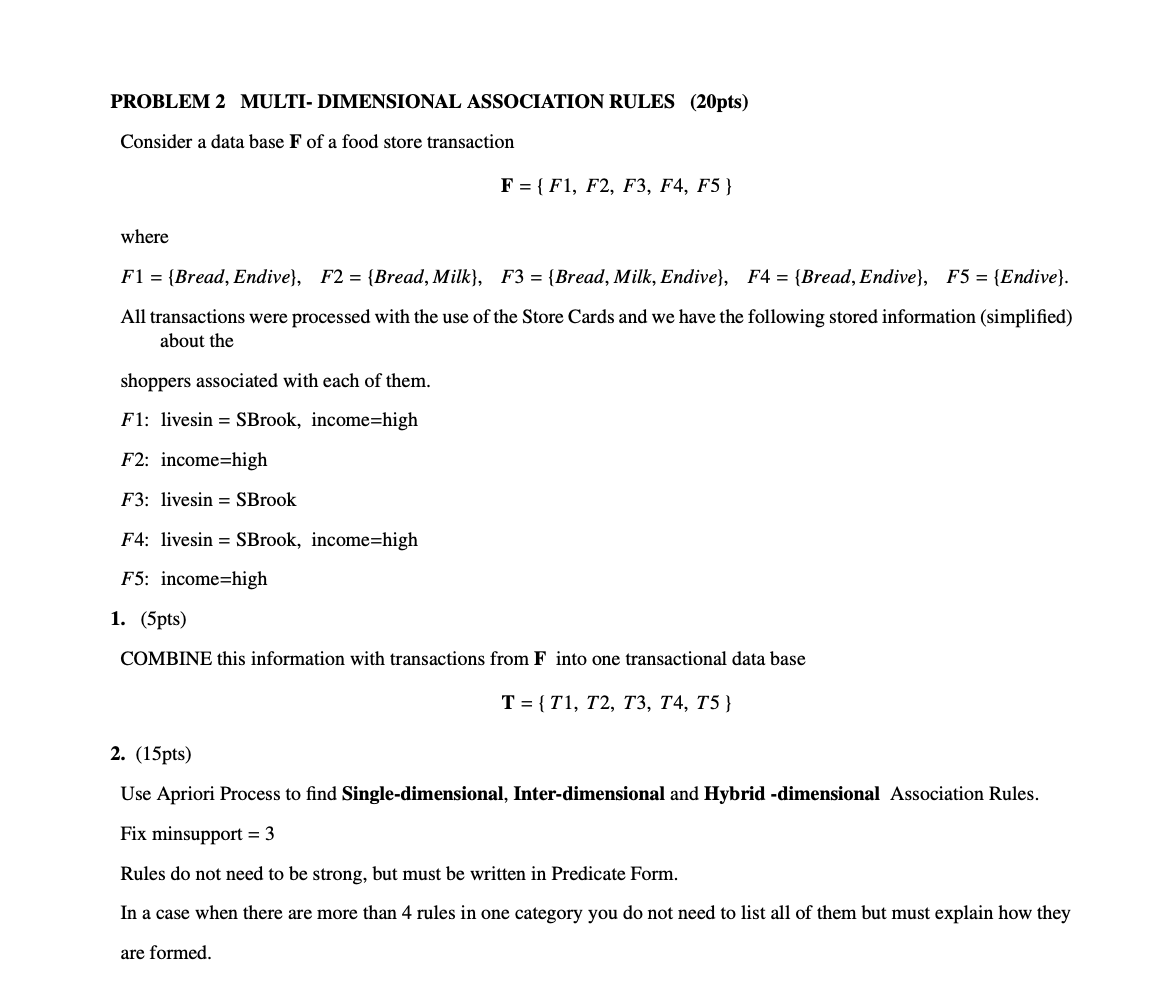 PROBLEM 2 MULTI- DIMENSIONAL ASSOCIATION RULES (20pts)
Consider a data base F of a food store transaction
F = { F1, F2, F3, F4, F5 }
where
F1 = {Bread, Endive}, F2 = {Bread, Milk}, F3 = {Bread, Milk, Endive}, F4 = {Bread, Endive}, F5 = {Endive}.
All transactions were processed with the use of the Store Cards and we have the following stored information (simplified)
about the
shoppers associated with each of them.
F1: livesin = SBrook, income=high
F2: income=high
F3: livesin = SBrook
F4: livesin = SBrook, income=high
F5: income=high
1. (5pts)
COMBINE this information with transactions from F into one transactional data base
T = { T1, T2, T3, T4, T5 }
2. (15pts)
Use Apriori Process to find Single-dimensional, Inter-dimensional and Hybrid -dimensional Association Rules.
Fix minsupport = 3
Rules do not need to be strong, but must be written in Predicate Form.
In a case when there are more than 4 rules in one category you do not need to list all of them but must explain how they
are formed.